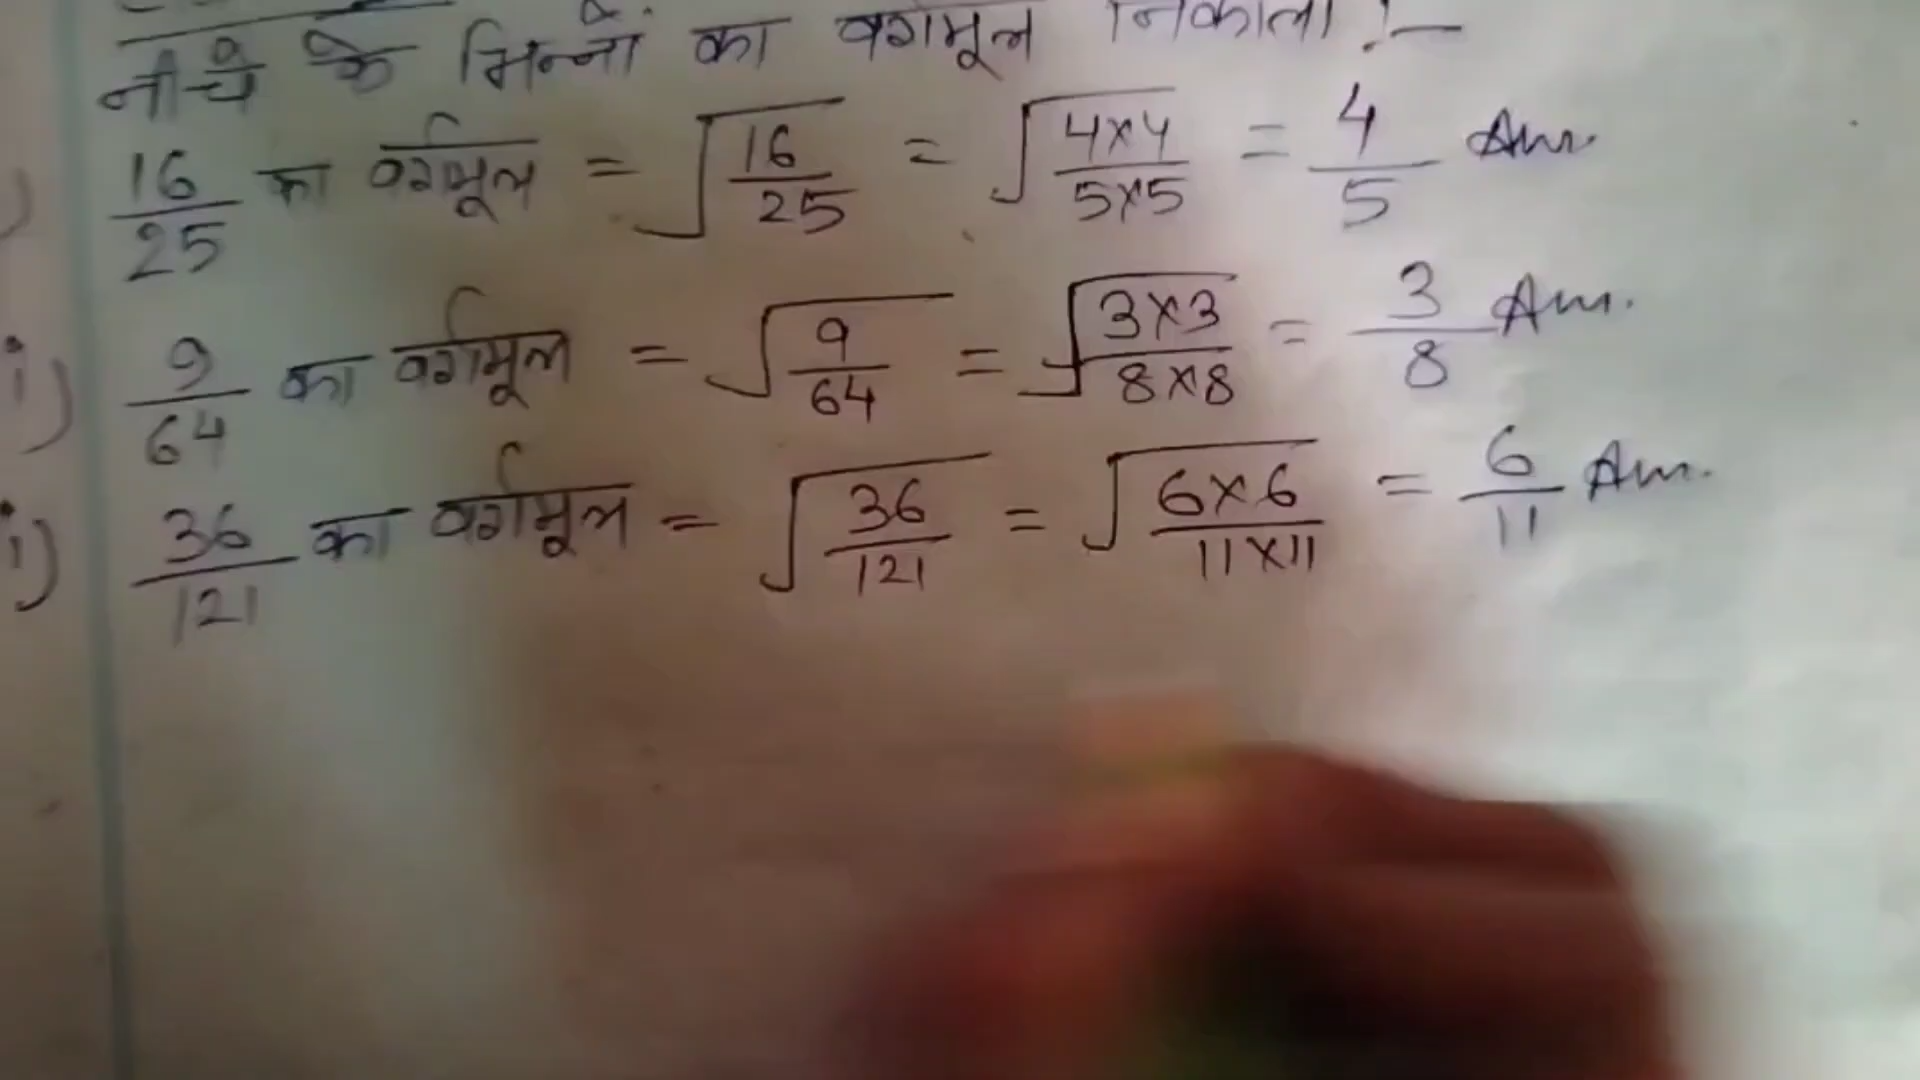 नीचे के भिन्नों का वर्गमूल निकालो :-
) 16/25 का वर्गमूल = √(16/25) = √(4×4/5×5) = 4/5 Ans.
i) 9/64 का वर्गमूल = √(9/64) = √(3×3/8×8) = 3/8 Ans.
i) 36/121 का वर्गमूल = √(36/121) = √(6×6/11×11) = 6/11 Ans.